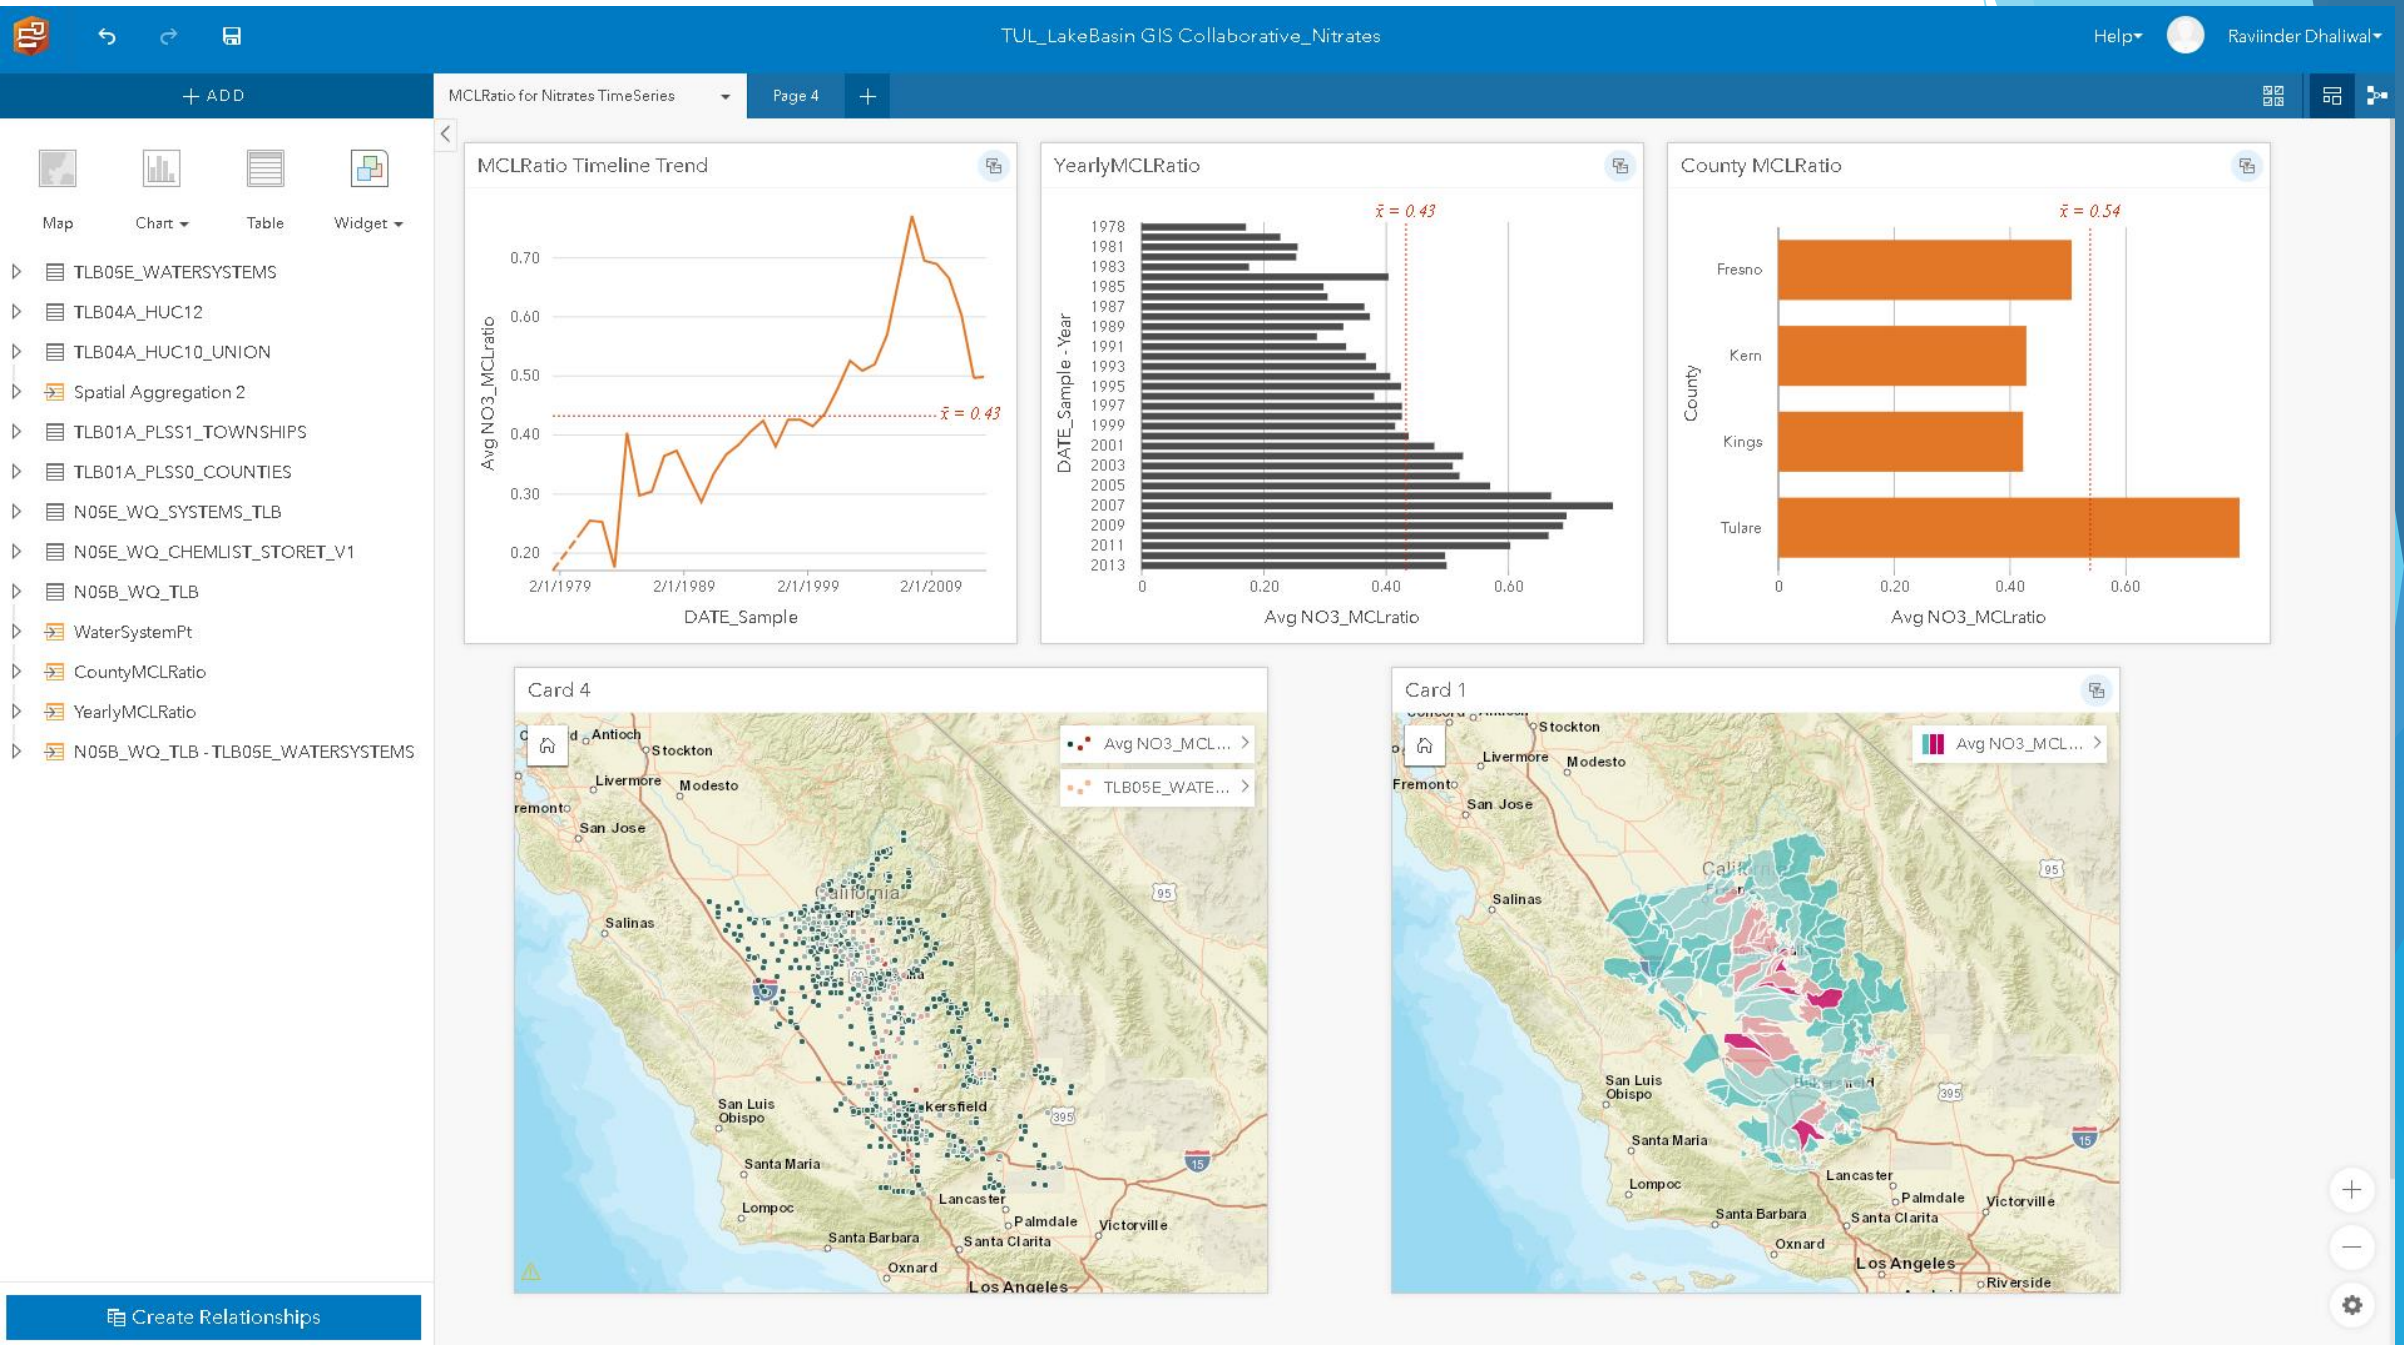 TUL_LakeBasin GIS Collaborative_Nitrates
Help
Raviinder Dhaliwal
+ ADD
MCLRatio for Nitrates TimeSeries
Page 4
+
Map
Chart
Table
Widget
TLB05E_WATERSYSTEMS
TLB04A_HUC12
TLB04A_HUC10_UNION
Spatial Aggregation 2
TLB01A_PLSS1_TOWNSHIPS
TLB01A_PLSS0_COUNTIES
N05E_WQ_SYSTEMS_TLB
N05E_WQ_CHEMLIST_STORET_V1
N05B_WQ_TLB
WaterSystemPt
CountyMCLRatio
YearlyMCLRatio
N05B_WQ_TLB - TLB05E_WATERSYSTEMS
Create Relationships
MCLRatio Timeline Trend
Avg NO3_MCLratio
0.70
0.60
0.50
0.40
0.30
0.20
x̄ = 0.43
2/1/1979
2/1/1989
2/1/1999
2/1/2009
DATE_Sample
YearlyMCLRatio
x̄ = 0.43
DATE_Sample - Year
1978
1981
1983
1985
1987
1989
1991
1993
1995
1997
1999
2001
2003
2005
2007
2009
2011
2013
0
0.20
0.40
0.60
Avg NO3_MCLratio
County MCLRatio
x̄ = 0.54
County
Fresno
Kern
Kings
Tulare
0
0.20
0.40
0.60
Avg NO3_MCLratio
Card 4
Avg NO3_MCL...
TLB05E_WATE...
Antioch
Stockton
Livermore
Modesto
remont
San Jose
California
95
Salinas
kersfield
San Luis
Obispo
395
Santa Maria
15
Lancaster
Lompoc
Palmdale
Victorville
Santa Barbara
Santa Clarita
Oxnard
Los Angeles
Card 1
Avg NO3_MCL...
Stockton
Livermore
Modesto
Fremont
San Jose
95
Salinas
San Luis
Obispo
395
Santa Maria
15
Lancaster
Lompoc
Palmdale
Victorville
Santa Barbara
Santa Clarita
Oxnard
Los Angeles
Riverside